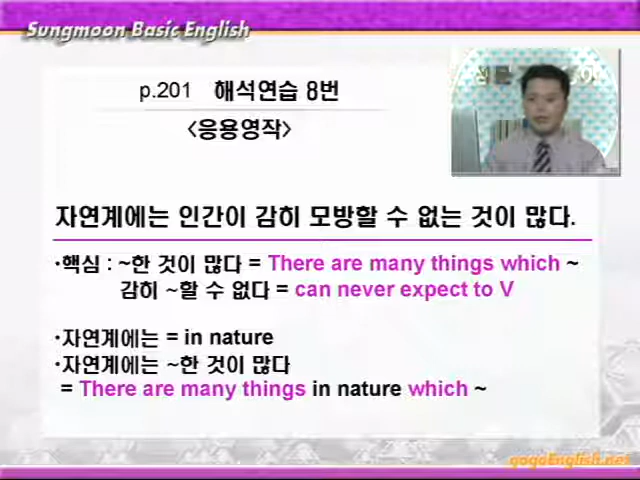 Sungmoon Basic English
p.201 해석연습 8번
<응용영작>
자연계에는 인간이 감히 모방할 수 없는 것이 많다.
·핵심 : ~한 것이 많다 = There are many things which ~
감히 ~할 수 없다 = can never expect to V
·자연계에는 = in nature
·자연계에는 ~한 것이 많다
= There are many things in nature which ~
gogoEnglish.net